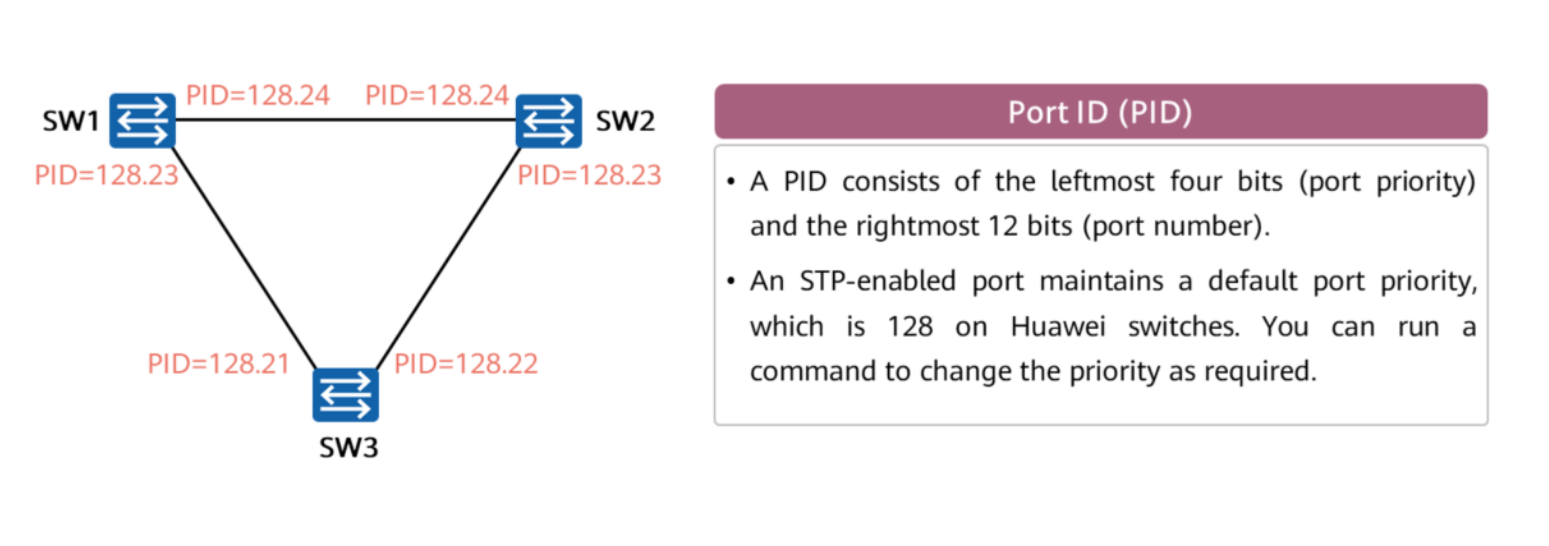 PID=128.24 PID=128.24
SW1 SW2
PID=128.23 PID=128.23
PID=128.21 PID=128.22
SW3
Port ID (PID)
• A PID consists of the leftmost four bits (port priority)
and the rightmost 12 bits (port number).
• An STP-enabled port maintains a default port priority,
which is 128 on Huawei switches. You can run a
command to change the priority as required.